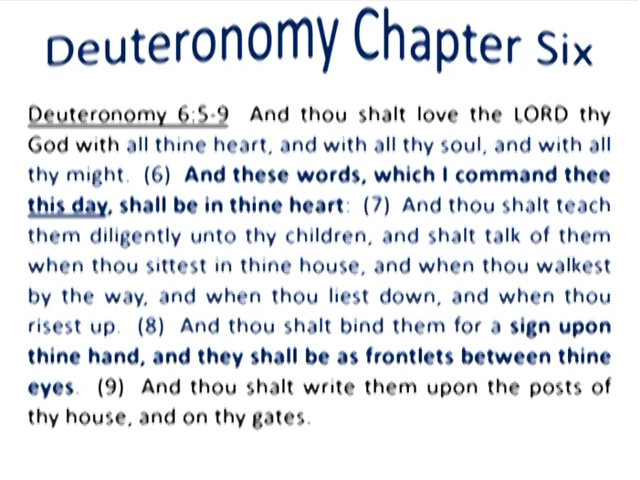 Deuteronomy Chapter Six
Deuteronomy 6:5-9 And thou shalt love the LORD thy
God with all thine heart, and with all thy soul, and with all
thy might. (6) And these words, which I command thee
this day, shall be in thine heart: (7) And thou shalt teach
them diligently unto thy children, and shalt talk of them
when thou sittest in thine house, and when thou walkest
by the way, and when thou liest down, and when thou
risest up. (8) And thou shalt bind them for a sign upon
thine hand, and they shall be as frontlets between thine
eyes. (9) And thou shalt write them upon the posts of
thy house, and on thy gates.